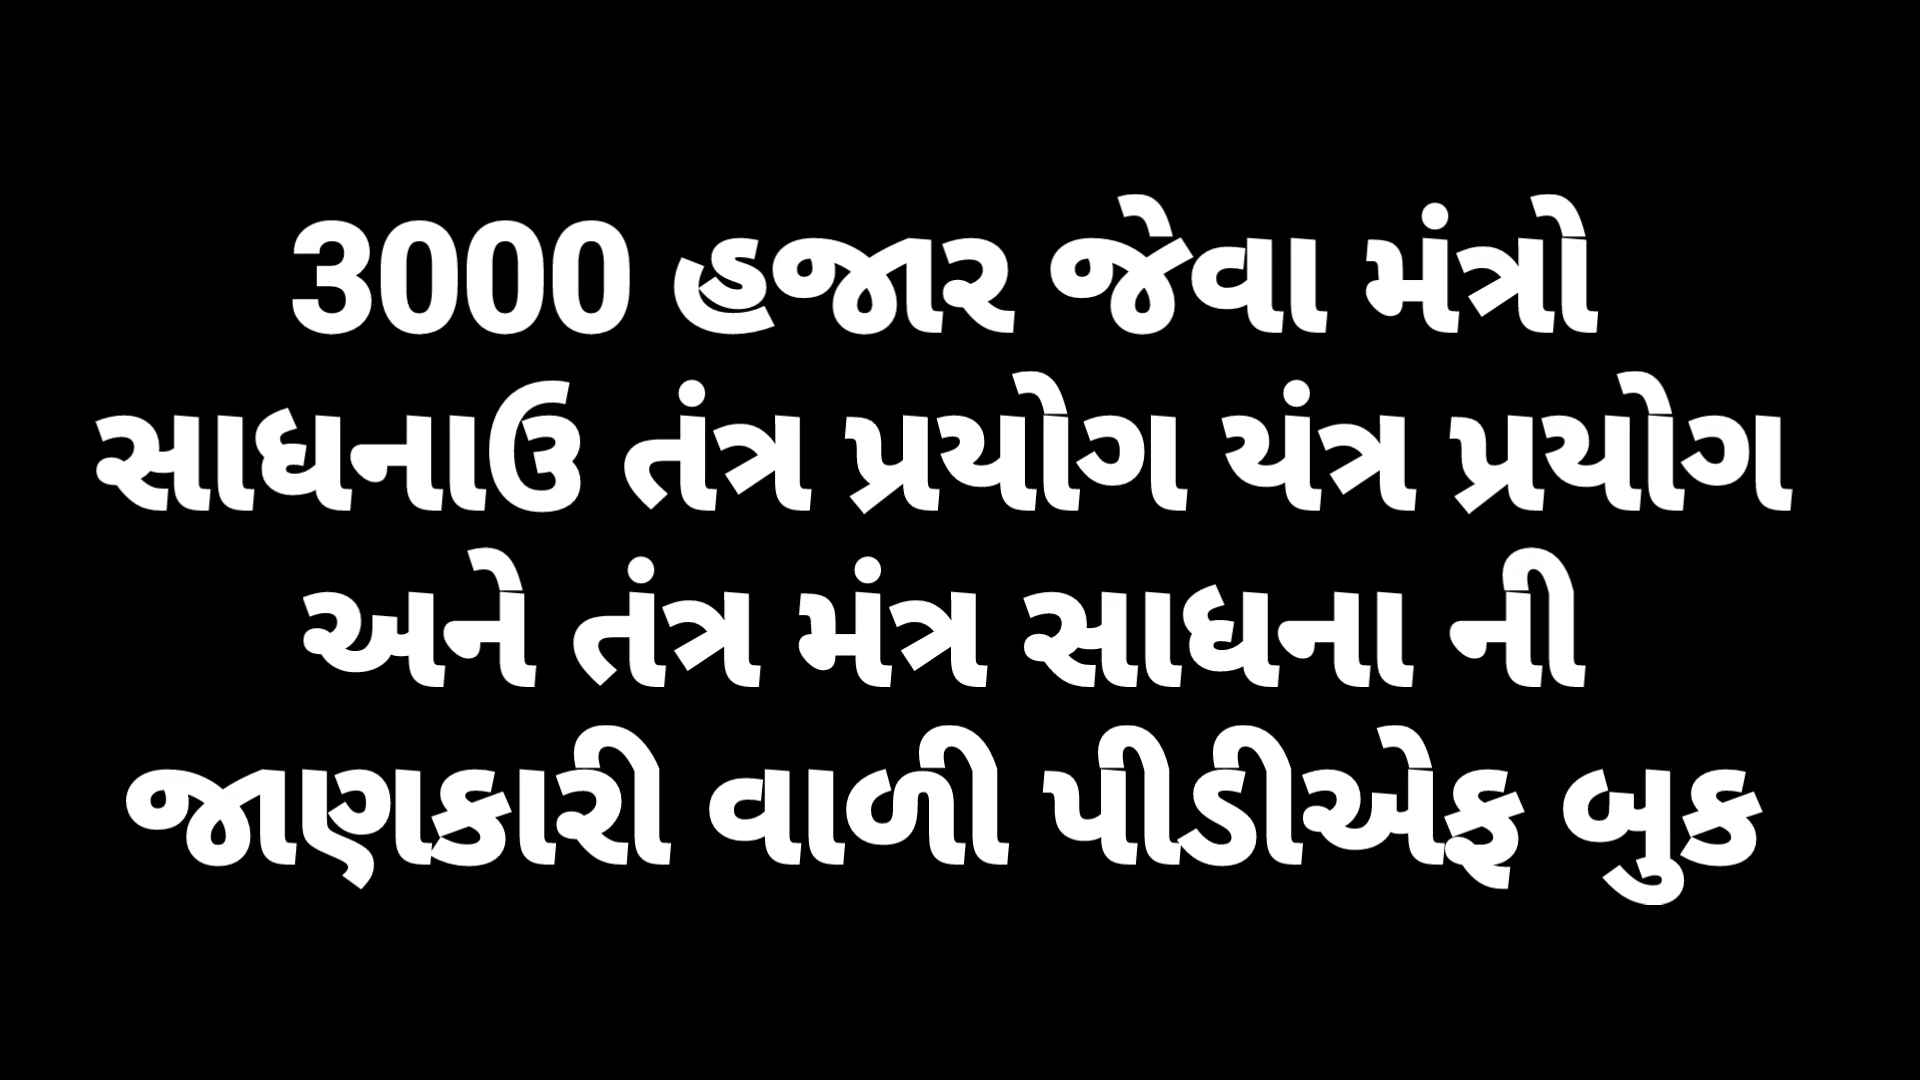 3000 હજાર જેવા મંત્રો
સાધનાઉ તંત્ર પ્રયોગ યંત્ર પ્રયોગ
અને તંત્ર મંત્ર સાધના ની
જાણકારી વાળી પીડીએફ બુક